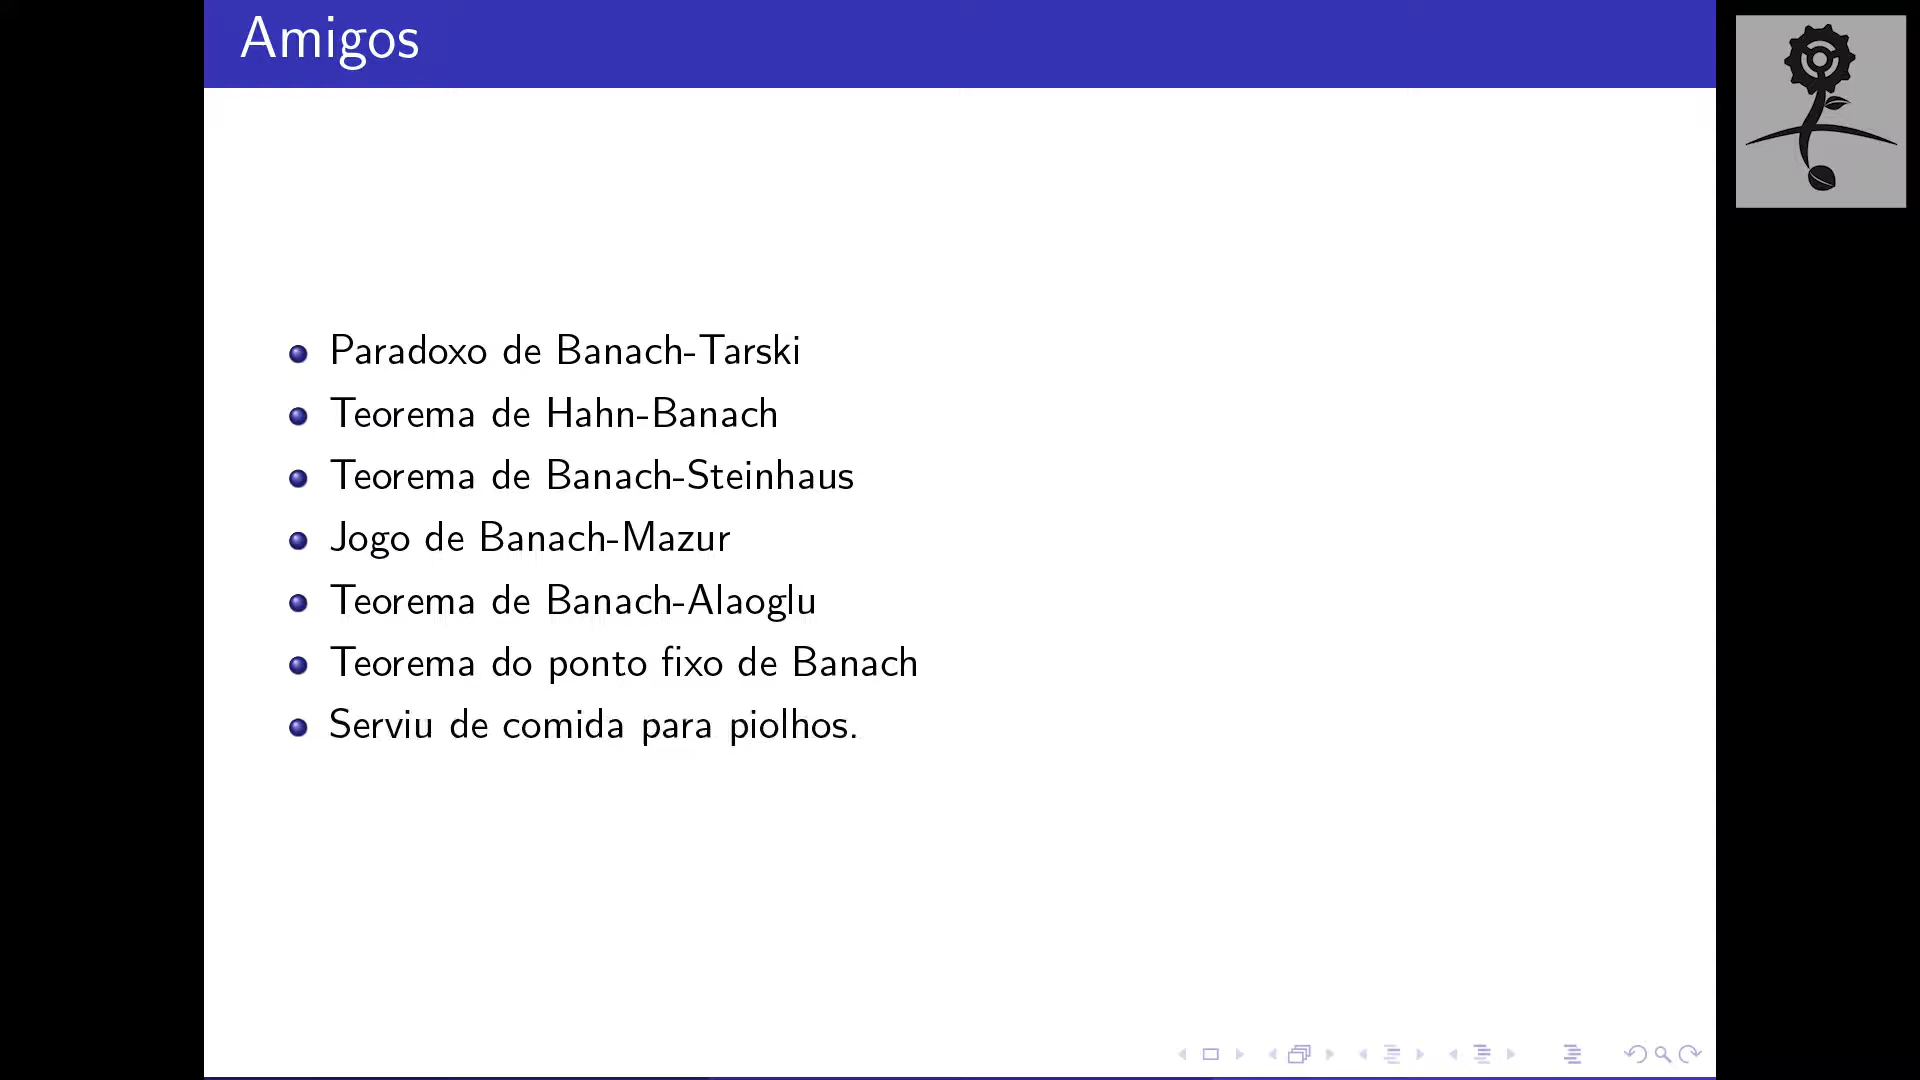 Amigos
Paradoxo de Banach-Tarski
Teorema de Hahn-Banach
Teorema de Banach-Steinhaus
Jogo de Banach-Mazur
Teorema de Banach-Alaoglu
Teorema do ponto fixo de Banach
Serviu de comida para piolhos.